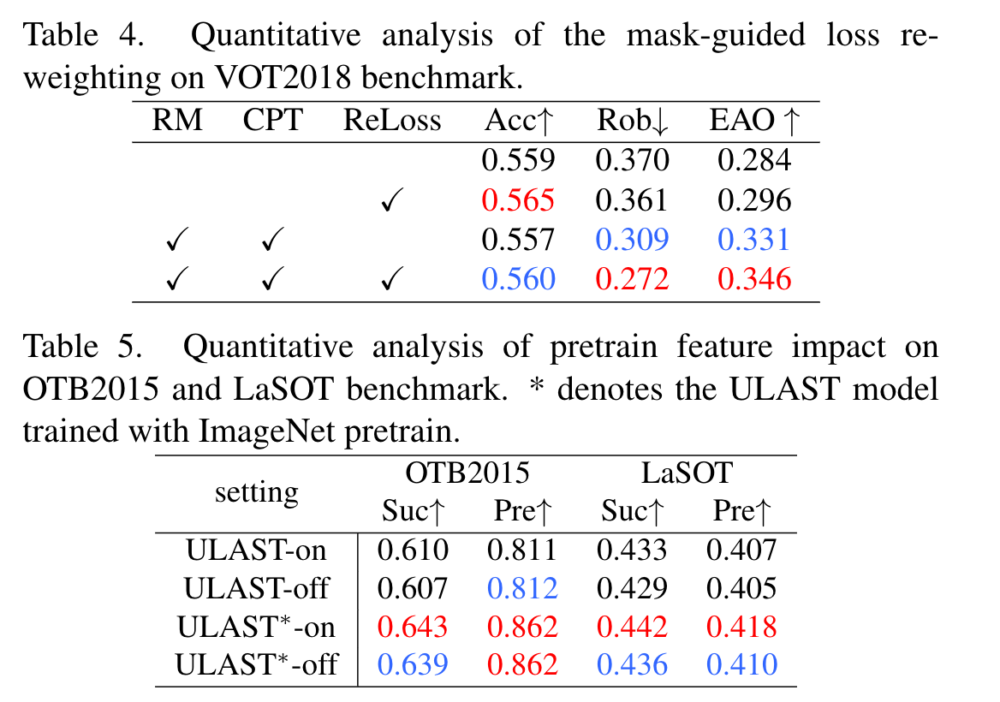 Table 4. Quantitative analysis of the mask-guided loss re-
weighting on VOT2018 benchmark.
RM CPT ReLoss Acc↑ Rob↓ EAO ↑
0.559 0.370 0.284
✓ 0.565 0.361 0.296
✓ ✓ 0.557 0.309 0.331
✓ ✓ ✓ 0.560 0.272 0.346
Table 5. Quantitative analysis of pretrain feature impact on
OTB2015 and LaSOT benchmark. * denotes the ULAST model
trained with ImageNet pretrain.
setting OTB2015 LaSOT
Suc↑ Pre↑ Suc↑ Pre↑
ULAST-on 0.610 0.811 0.433 0.407
ULAST-off 0.607 0.812 0.429 0.405
ULAST*-on 0.643 0.862 0.442 0.418
ULAST*-off 0.639 0.862 0.436 0.410